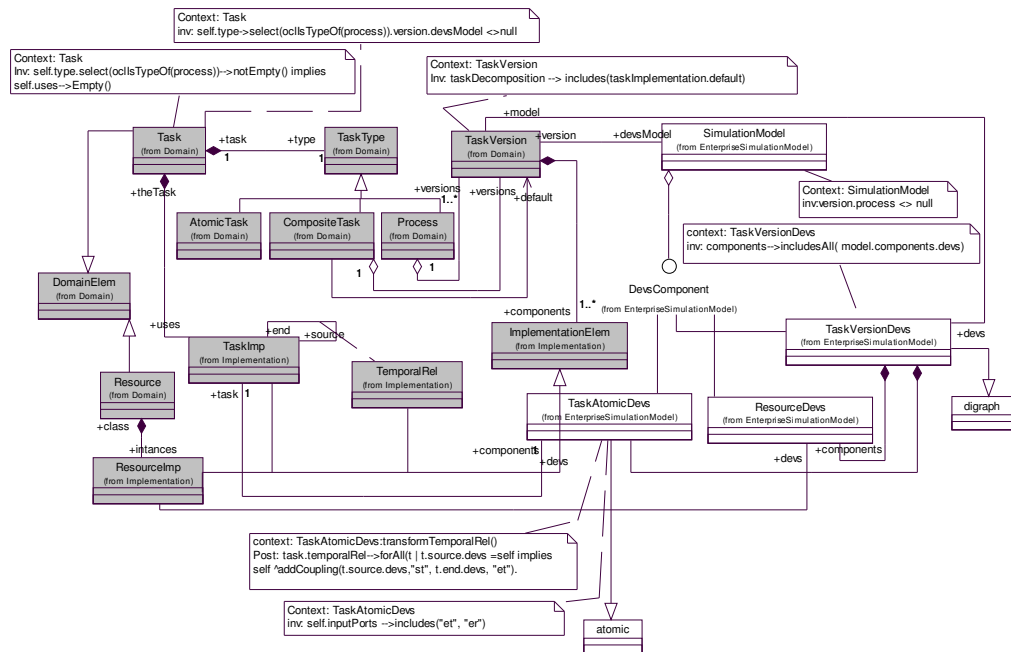 Context: Task
inv: self.type->select(oclIsTypeOf(process)).version.devsModel <>null
Context: Task
Inv: self.type.select(oclIsTypeOf(process))-->notEmpty() implies
self.uses-->Empty()
Context: TaskVersion
Inv: taskDecomposition --> includes(taskImplementation.default)
+model
Task
(from Domain)
+task
1
+type
1
TaskType
(from Domain)
TaskVersion
(from Domain)
+version
+devsModel
SimulationModel
(from EnterpriseSimulationModel)
+theTask
+versions
1..*
+versions
+default
Context: SimulationModel
inv:version.process <> null
AtomicTask
(from Domain)
CompositeTask
(from Domain)
Process
(from Domain)
1
1
context: TaskVersionDevs
inv: components-->includesAll( model.components.devs)
DomainElem
(from Domain)
DevsComponent
(from EnterpriseSimulationModel)
1..*
+components
+uses
+end
+source
TaskImp
(from Implementation)
+task
1
TemporalRel
(from Implementation)
ImplementationElem
(from Implementation)
TaskVersionDevs
(from EnterpriseSimulationModel)
+devs
Resource
(from Domain)
+class
+intances
TaskAtomicDevs
(from EnterpriseSimulationModel)
ResourceDevs
(from EnterpriseSimulationModel)
digraph
+components
1
+devs
+components
+devs
ResourceImp
(from Implementation)
context: TaskAtomicDevs:transformTemporalRel()
Post: task.temporalRel-->forAll(t | t.source.devs =self implies
self ^addCoupling(t.source.devs,"st", t.end.devs, "et").
Context: TaskAtomicDevs
inv: self.inputPorts -->includes("et", "er")
atomic